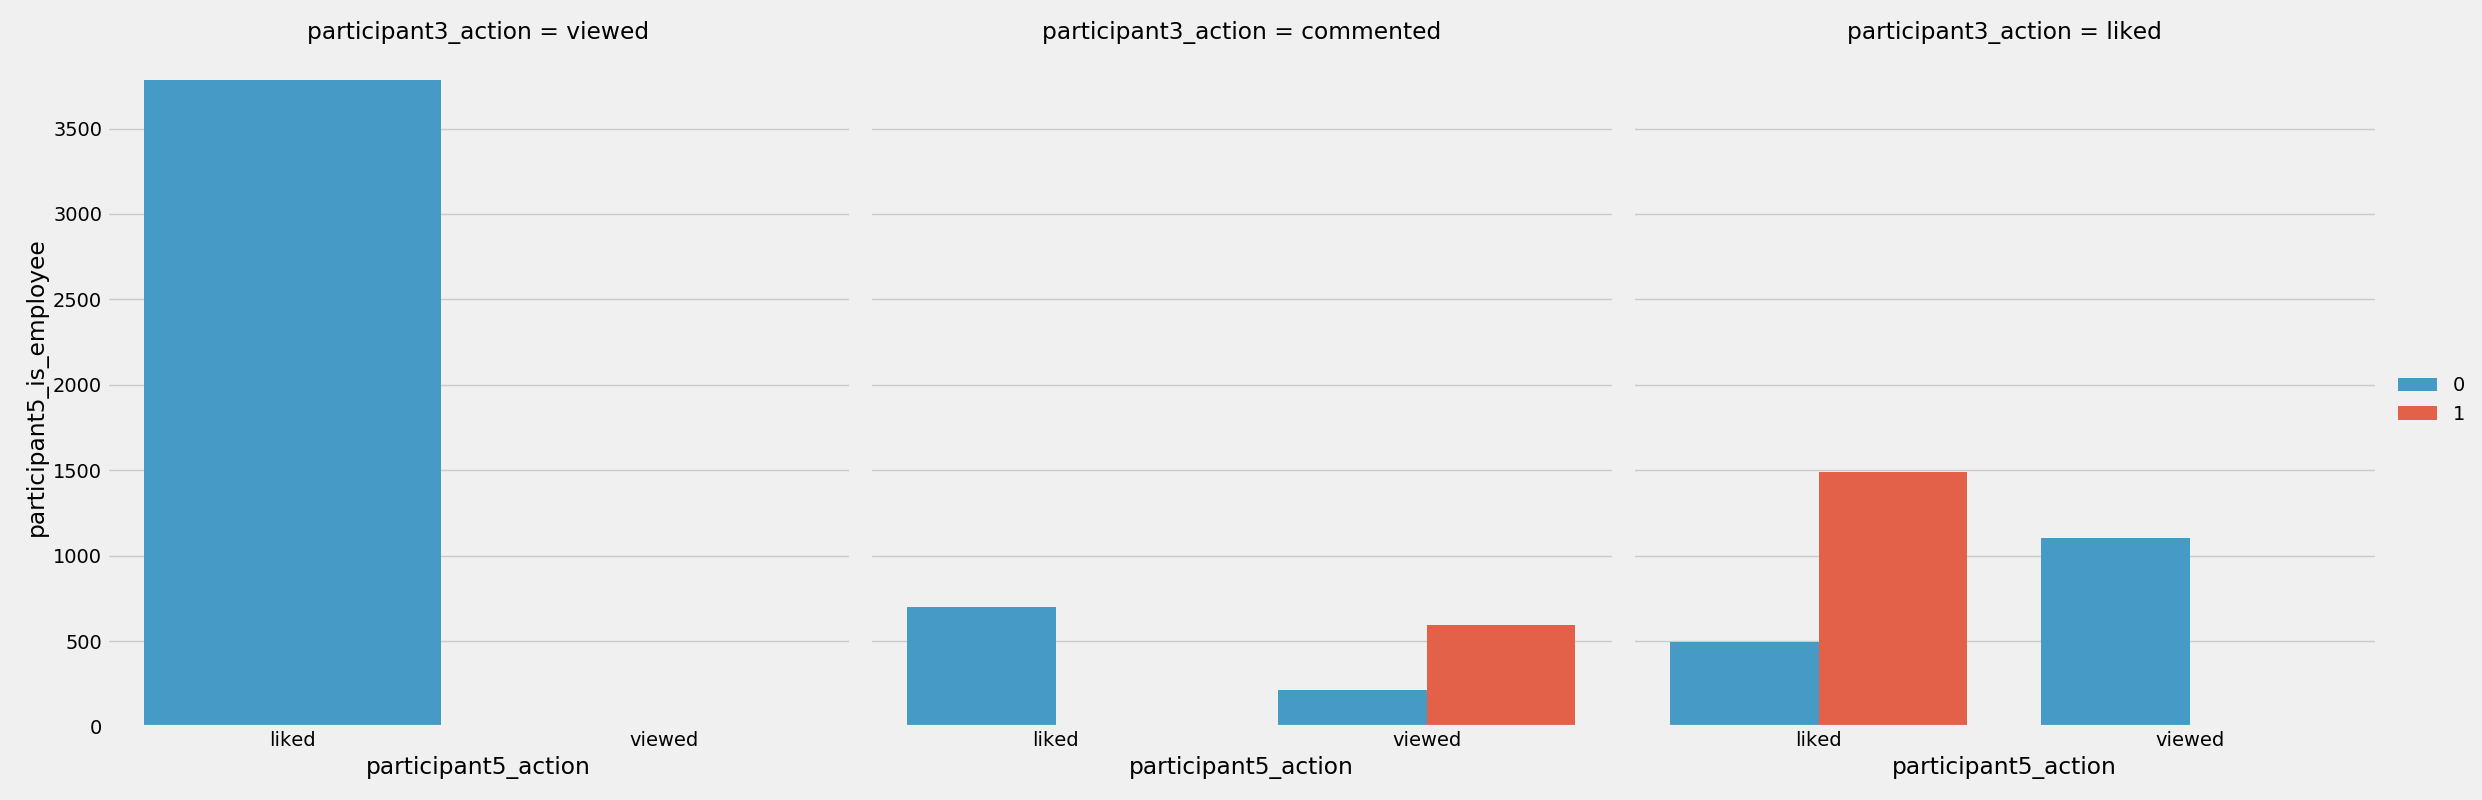 participant3_action = viewed
participant3_action = commented
participant3_action = liked
participant5_is_employee
3500
3000
2500
2000
1500
1000
500
0
liked
viewed
liked
viewed
liked
viewed
participant5_action
participant5_action
participant5_action
0
1